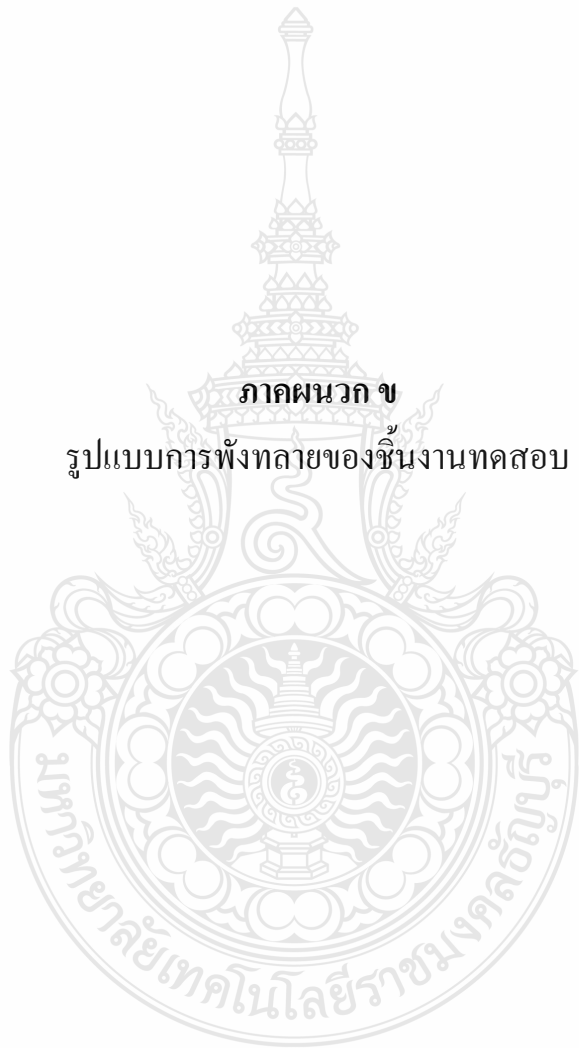 ภาคผนวก ข
รูปแบบการพังทลายของชิ้นงานทดสอบ
มหาวิทยาลัยเทคโนโลยีราชมงคลธัญบุรี